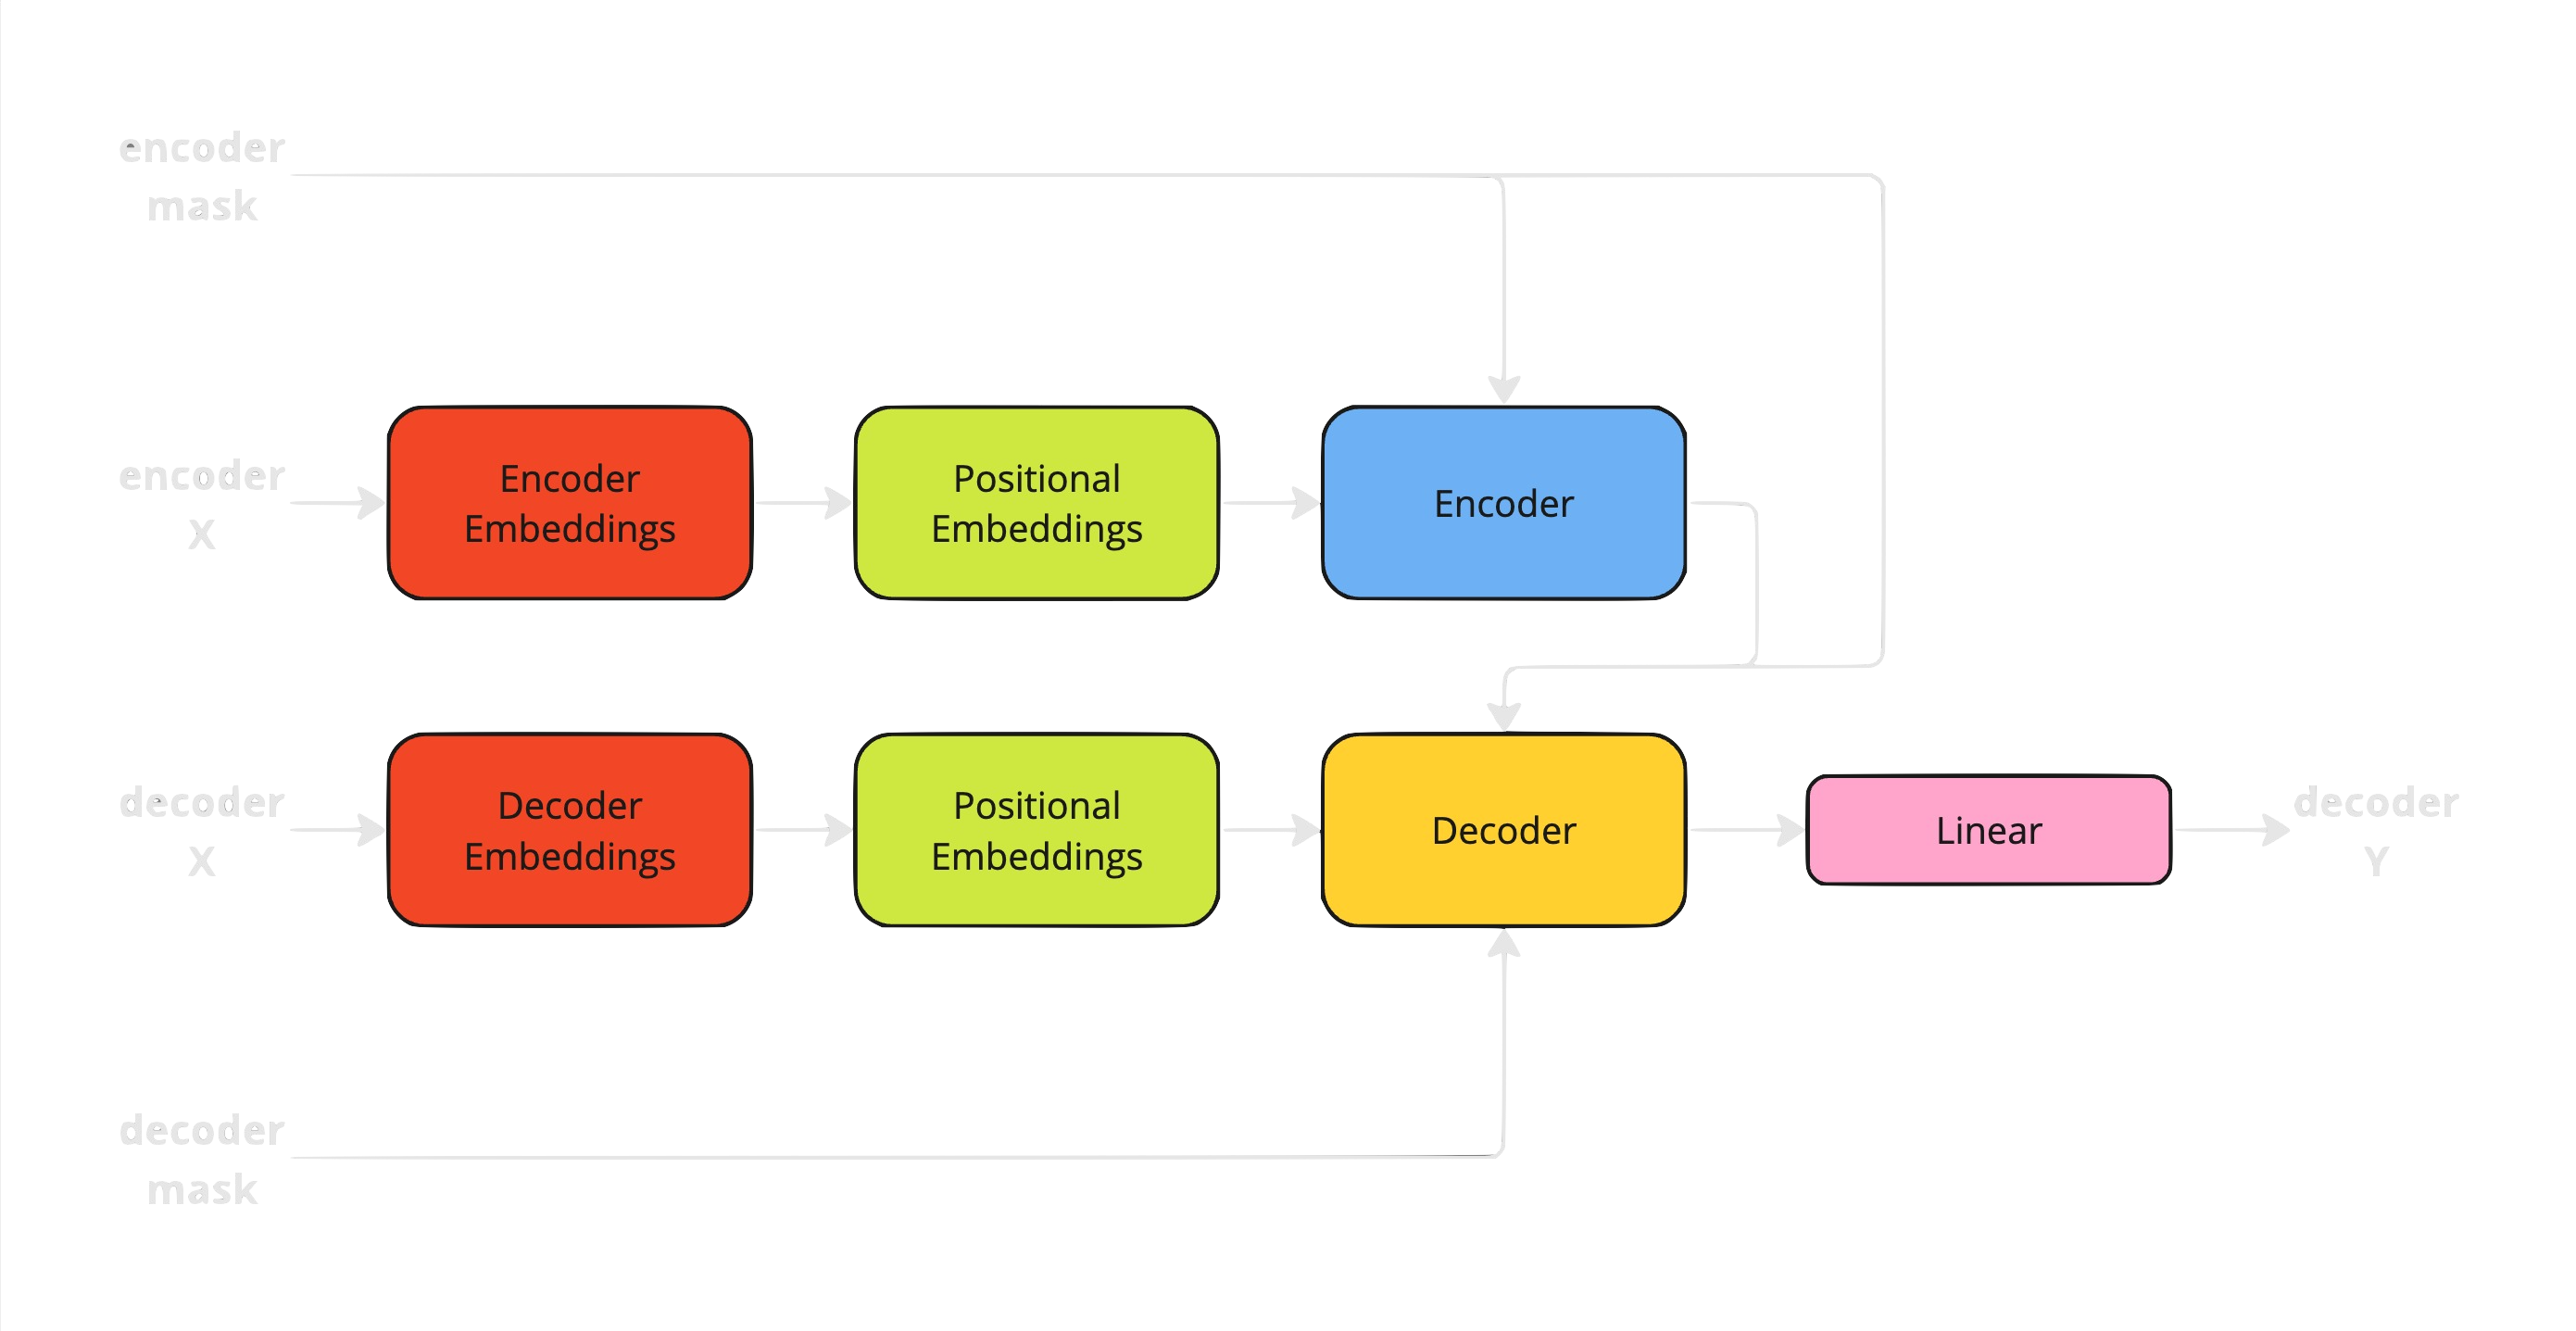 encoder
mask
encoder
X
Encoder
Embeddings
Positional
Embeddings
Encoder
decoder
X
Decoder
Embeddings
Positional
Embeddings
Decoder
Linear
decoder
Y
decoder
mask